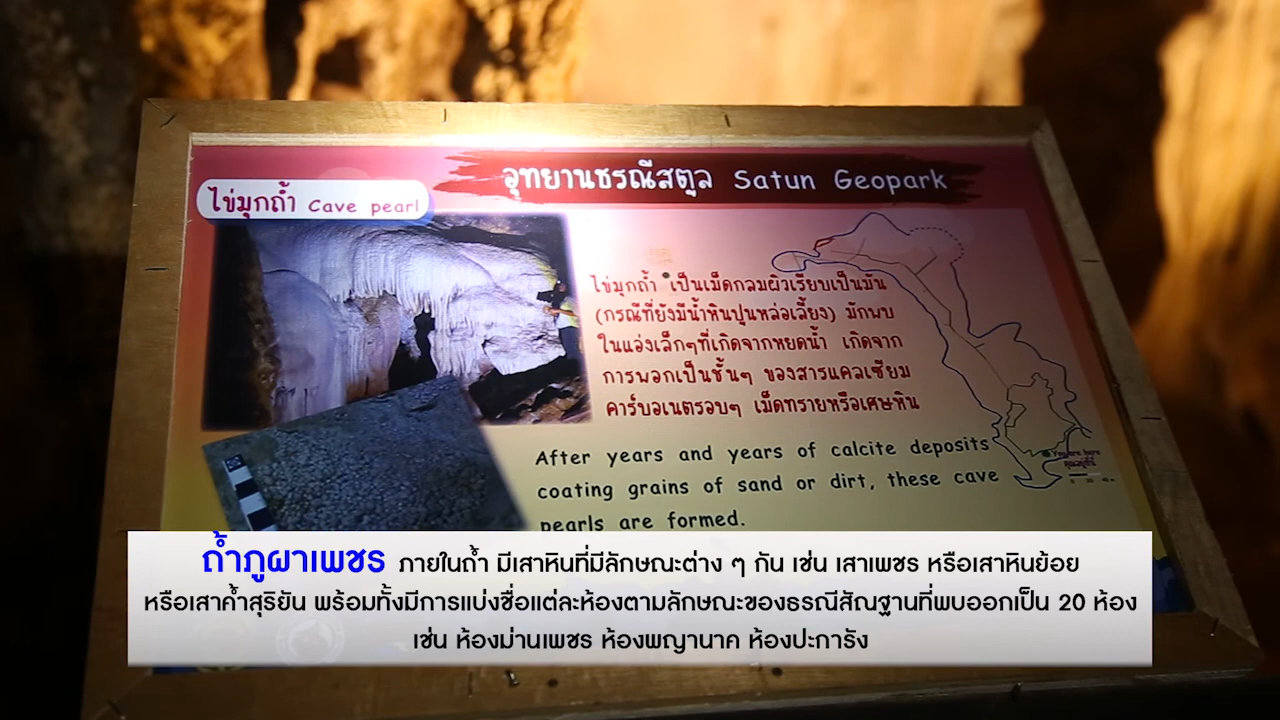 อุทยานธรณีสตูล Satun Geopark
ไข่มุกถ้ำ Cave pearl
ไข่มุกถ้ำ เป็นเม็ดกลมผิวเรียบเป็นมัน
(กรณีที่ยังมีน้ำหินปูนหล่อเลี้ยง) มักพบ
ในแอ่งเล็กๆที่เกิดจากหยดน้ำ เกิดจาก
การพอกเป็นชั้นๆ ของสารแคลเซียม
คาร์บอเนตรอบๆ เม็ดทรายหรือเศษหิน
After years and years of calcite deposits
coating grains of sand or dirt, these cave
pearls are formed.
You are here
ถ้ำภูผาเพชร ภายในถ้ำ มีเสาหินที่มีลักษณะต่าง ๆ กัน เช่น เสาเพชร หรือเสาหินย้อย
หรือเสาค้ำสุริยัน พร้อมทั้งมีการแบ่งชื่อแต่ละห้องตามลักษณะของธรณีสัณฐานที่พบออกเป็น 20 ห้อง
เช่น ห้องม่านเพชร ห้องพญานาค ห้องปะการัง